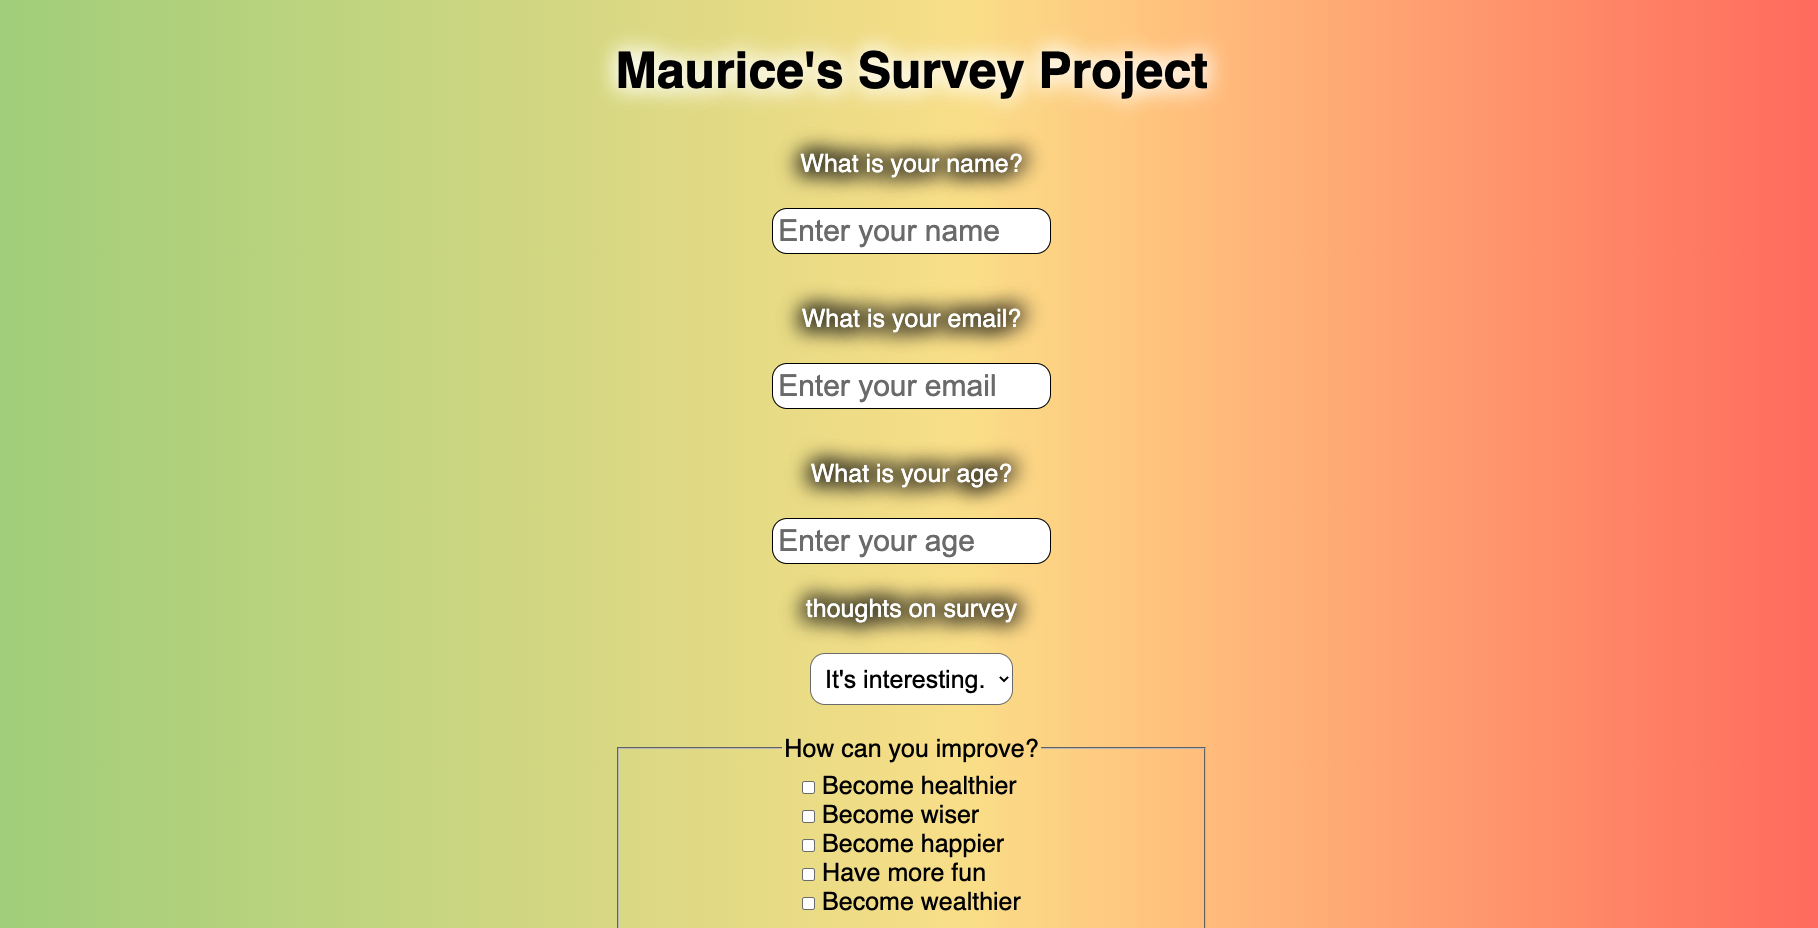 Maurice's Survey Project
What is your name?
Enter your name
What is your email?
Enter your email
What is your age?
Enter your age
thoughts on survey
It's interesting.
How can you improve?
Become healthier
Become wiser
Become happier
Have more fun
Become wealthier